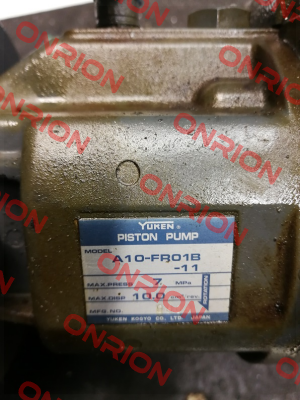 ONRION
YUKEN
PISTON PUMP
MODEL A10-FR01B
-11
MAX.PRESS. 7 MPa
MAX.DISP. 10.0
MFG.NO.
YUKEN KOGYO CO., LTD. JAPAN